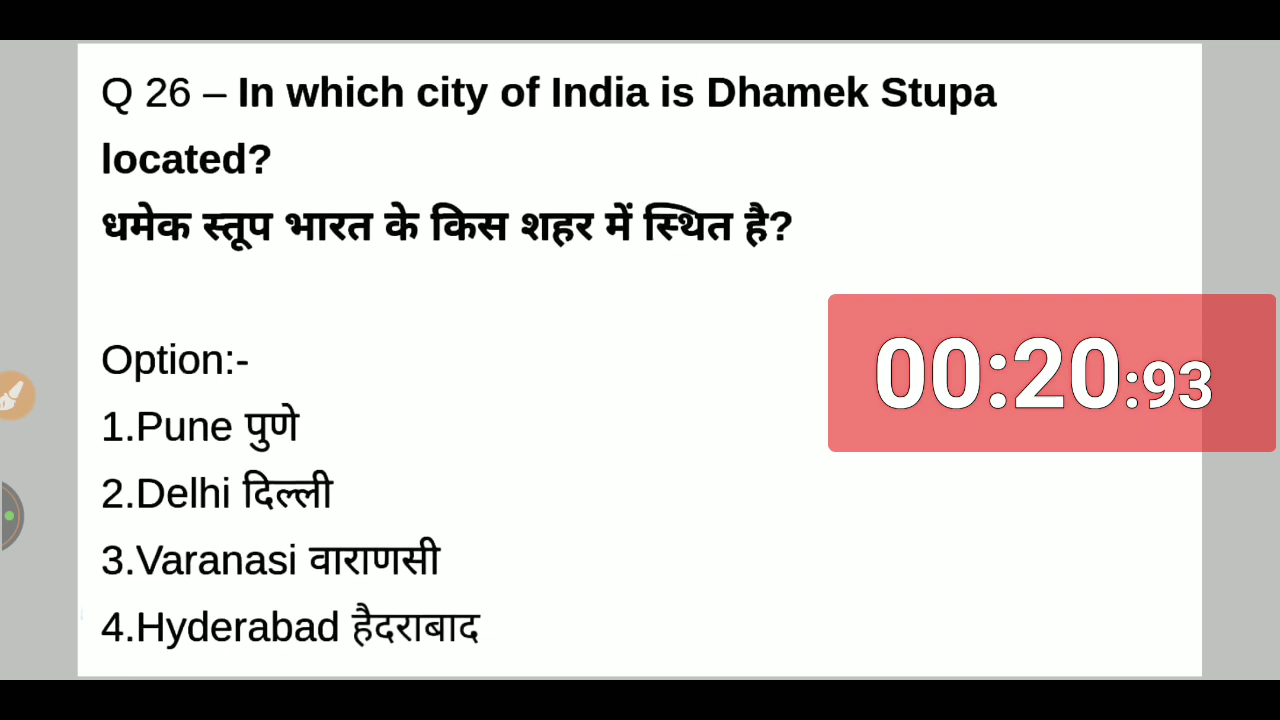 Q 26 – In which city of India is Dhamek Stupa
located?
धमेक स्तूप भारत के किस शहर में स्थित है?
Option:-
1.Pune पुणे
2.Delhi दिल्ली
3.Varanasi वाराणसी
4.Hyderabad हैदराबाद
00:20:93